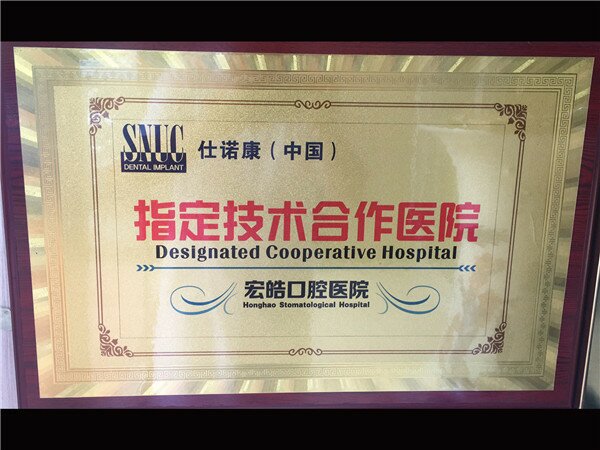 SNUC
DENTAL IMPLANT
仕诺康（中国）
指定技术合作医院
Designated Cooperative Hospital
宏皓口腔医院
Honghao Stomatological Hospital